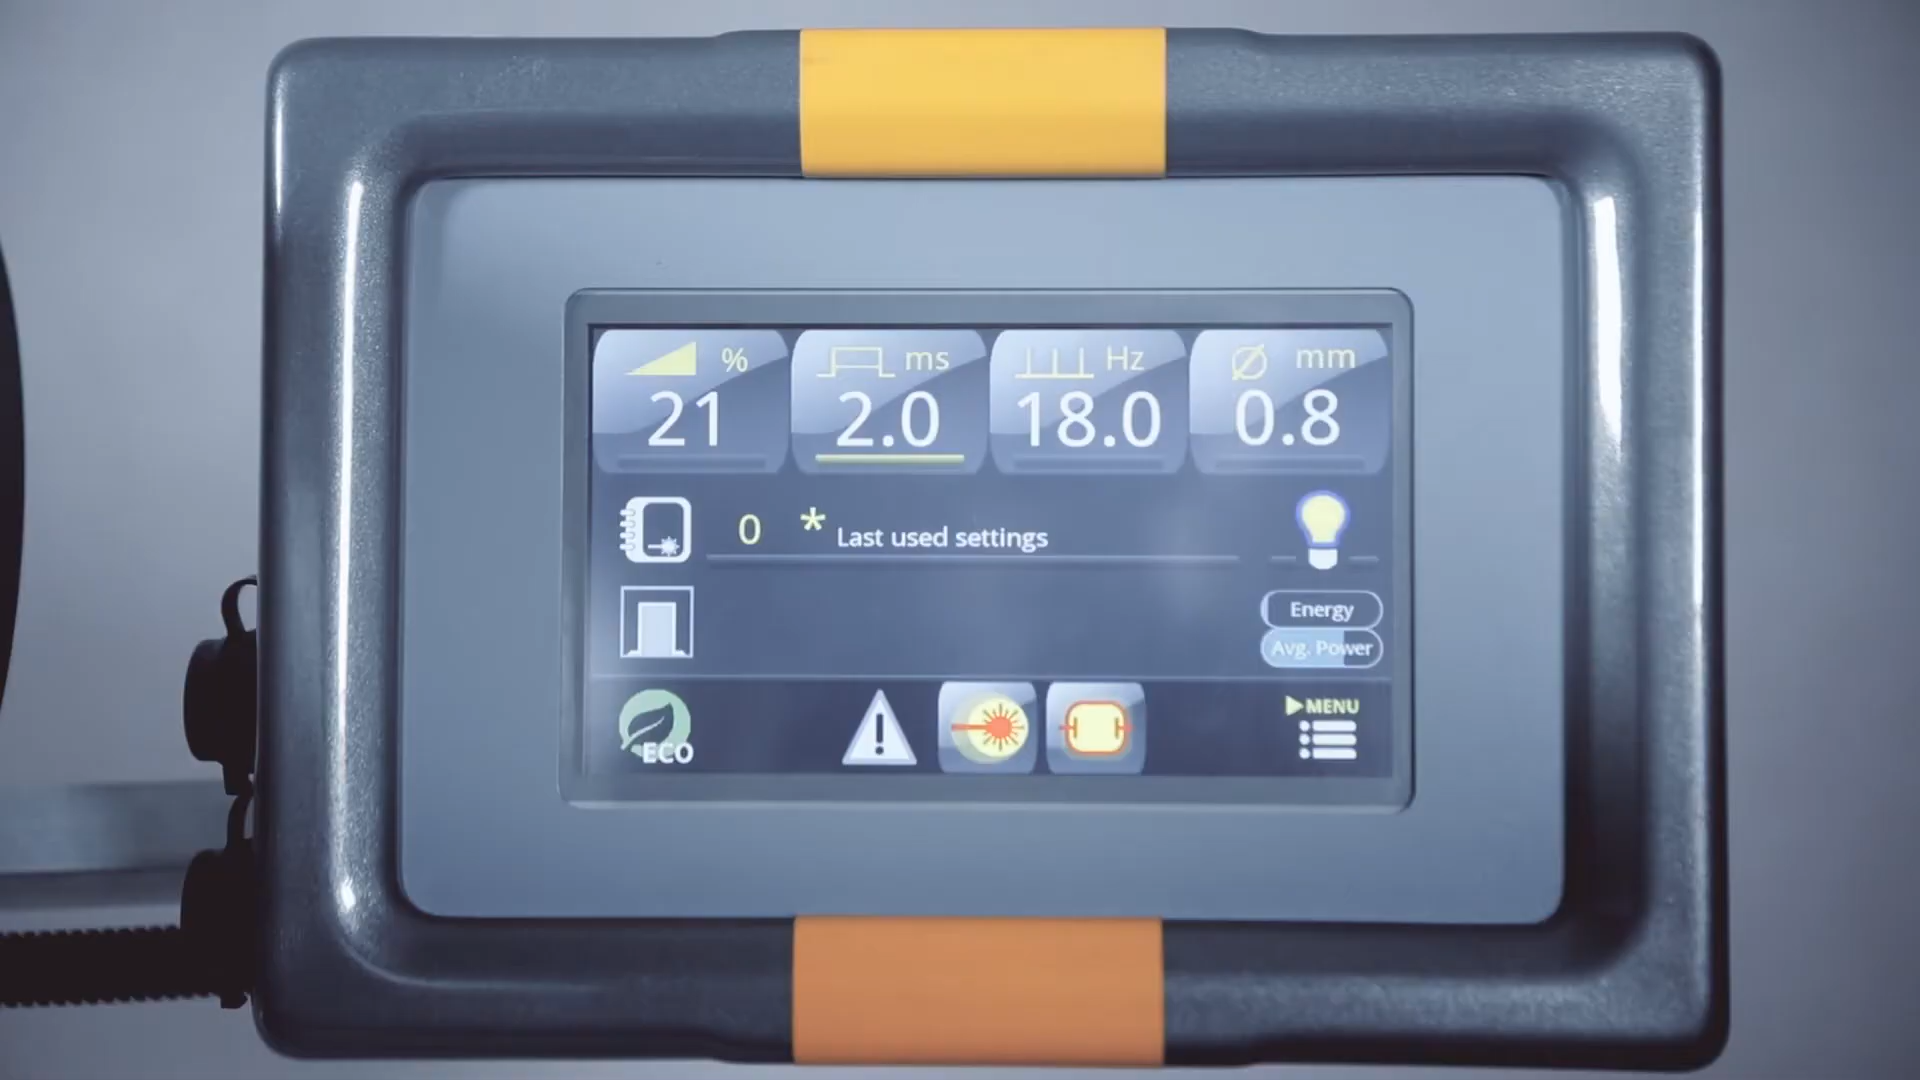 % ms Hz mm
21 2.0 18.0 0.8
0 * Last used settings
Energy
Avg. Power
ECO
MENU